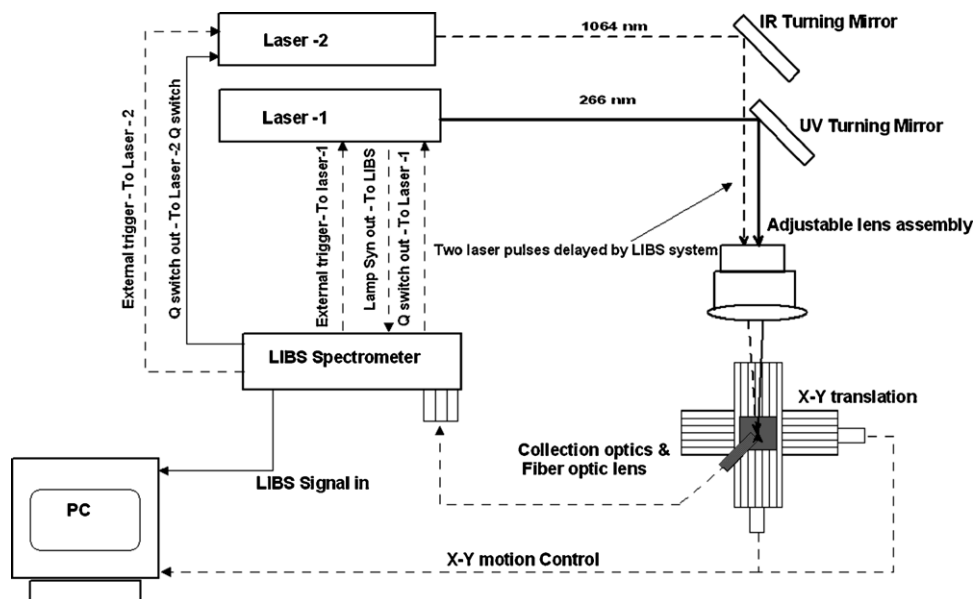 Laser -2
1064 nm
IR Turning Mirror
Laser -1
266 nm
UV Turning Mirror
External trigger - To Laser - 2
Q switch out - To Laser -2 Q switch
External trigger- To laser-1
Lamp Syn out - To LIBS
Q switch out - To Laser -1
Two laser pulses delayed by LIBS system
Adjustable lens assembly
LIBS Spectrometer
X-Y translation
Collection optics &
Fiber optic lens
LIBS Signal in
PC
X-Y motion Control